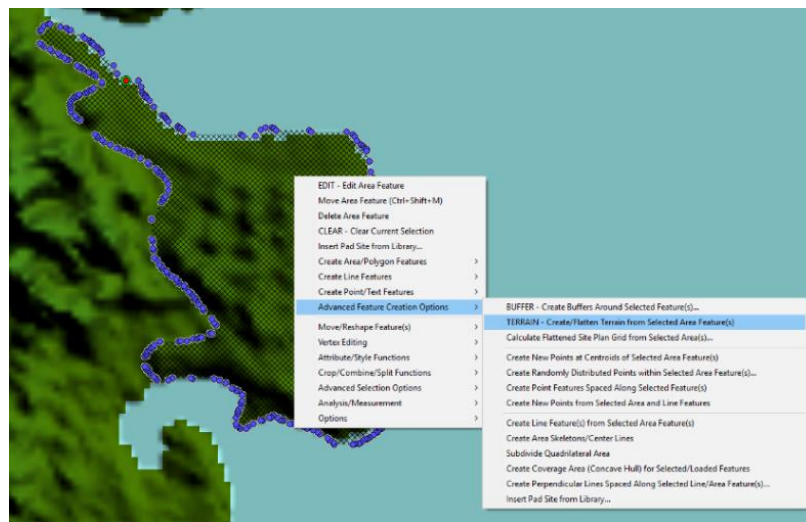 EDIT - Edit Area Feature
Move Area Feature (Ctrl+Shift+M)
Delete Area Feature
CLEAR - Clear Current Selection
Insert Pad Site from Library...
Create Area/Polygon Features
Create Line Features
Create Point/Text Features
Advanced Feature Creation Options
Move/Reshape Feature(s)
Vertex Editing
Attribute/Style Functions
Crop/Combine/Split Functions
Advanced Selection Options
Analysis/Measurement
Options
BUFFER - Create Buffers Around Selected Feature(s)...
TERRAIN - Create/Flatten Terrain from Selected Area Feature(s)
Calculate Flattened Site Plan Grid from Selected Area(s)...
Create New Points at Centroids of Selected Area Feature(s)
Create Randomly Distributed Points within Selected Area Feature(s)...
Create Point Features Spaced Along Selected Feature(s)
Create New Points from Selected Area and Line Features
Create Line Feature(s) from Selected Area Feature(s)
Create Area Skeletons/Center Lines
Subdivide Quadrilateral Area
Create Coverage Area (Concave Hull) for Selected/Loaded Features
Create Perpendicular Lines Spaced Along Selected Line/Area Feature(s)...
Insert Pad Site from Library...